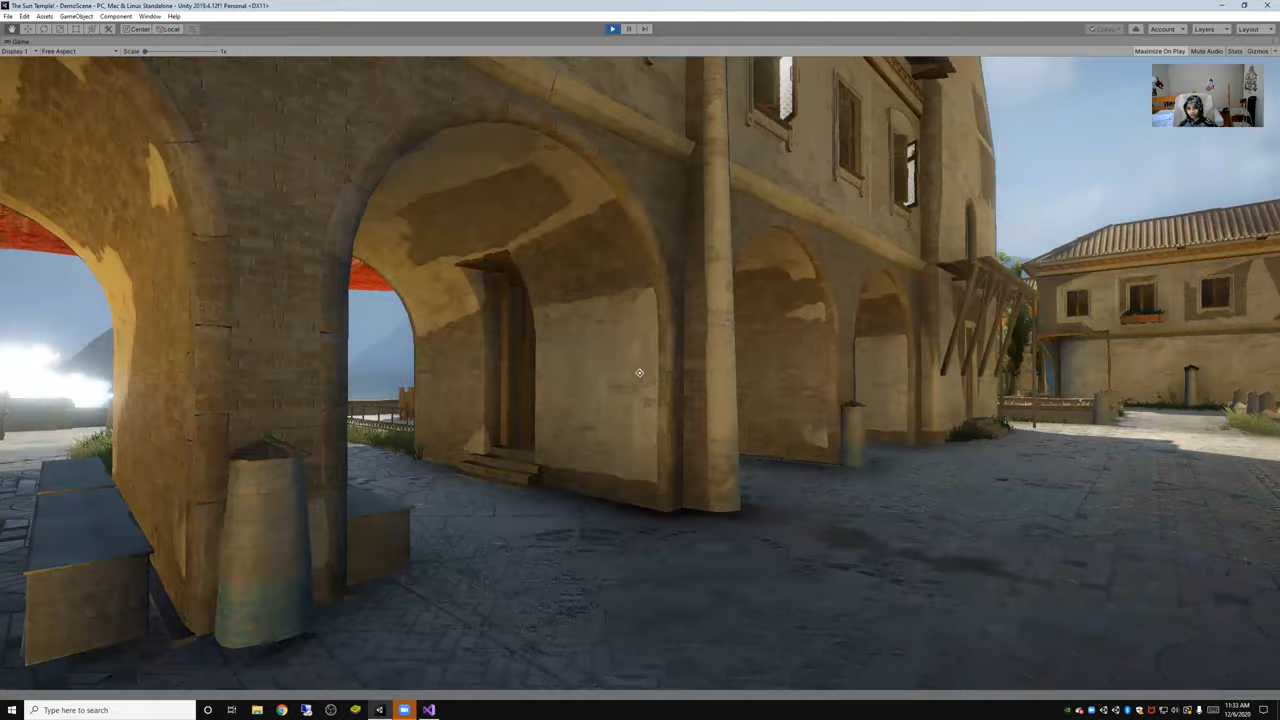 The Sun Temple! - DemoScene - PC, Mac & Linux Standalone - Unity 2019.4.12f1 Personal <DX11>
File Edit Assets GameObject Component Window Help
Center Local Collab Account Layers Layout
Game
Display 1 Free Aspect Scale 1x Maximize On Play Mute Audio Stats Gizmos
Type here to search
11:33 AM
12/6/2020